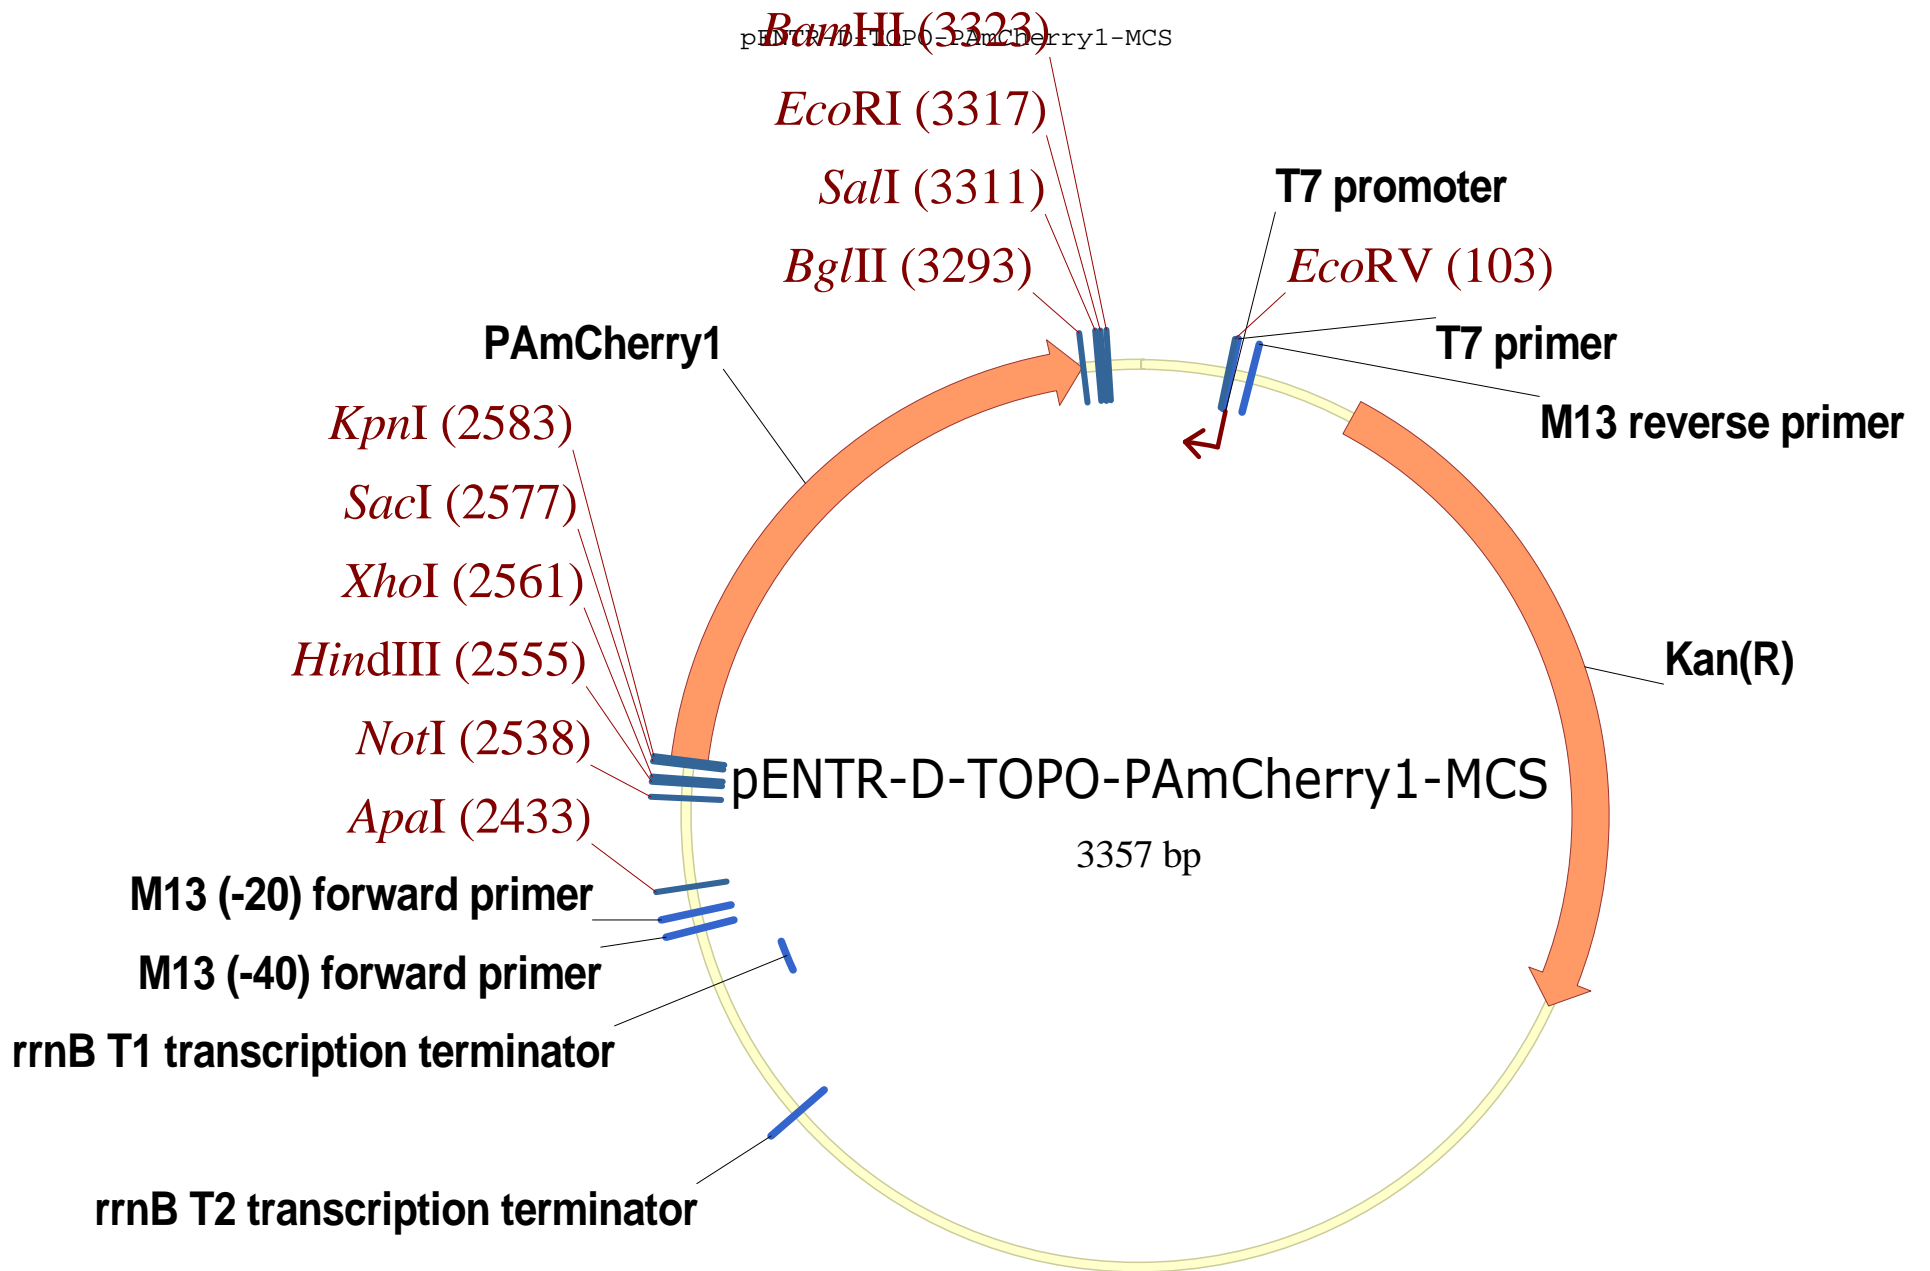 pENTR-D-TOPO-PAmCherry1-MCS
BamHI (3323)
EcoRI (3317)
SalI (3311)
BglII (3293)
T7 promoter
EcoRV (103)
T7 primer
M13 reverse primer
PAmCherry1
KpnI (2583)
SacI (2577)
XhoI (2561)
HindIII (2555)
NotI (2538)
ApaI (2433)
Kan(R)
pENTR-D-TOPO-PAmCherry1-MCS
3357 bp
M13 (-20) forward primer
M13 (-40) forward primer
rrnB T1 transcription terminator
rrnB T2 transcription terminator